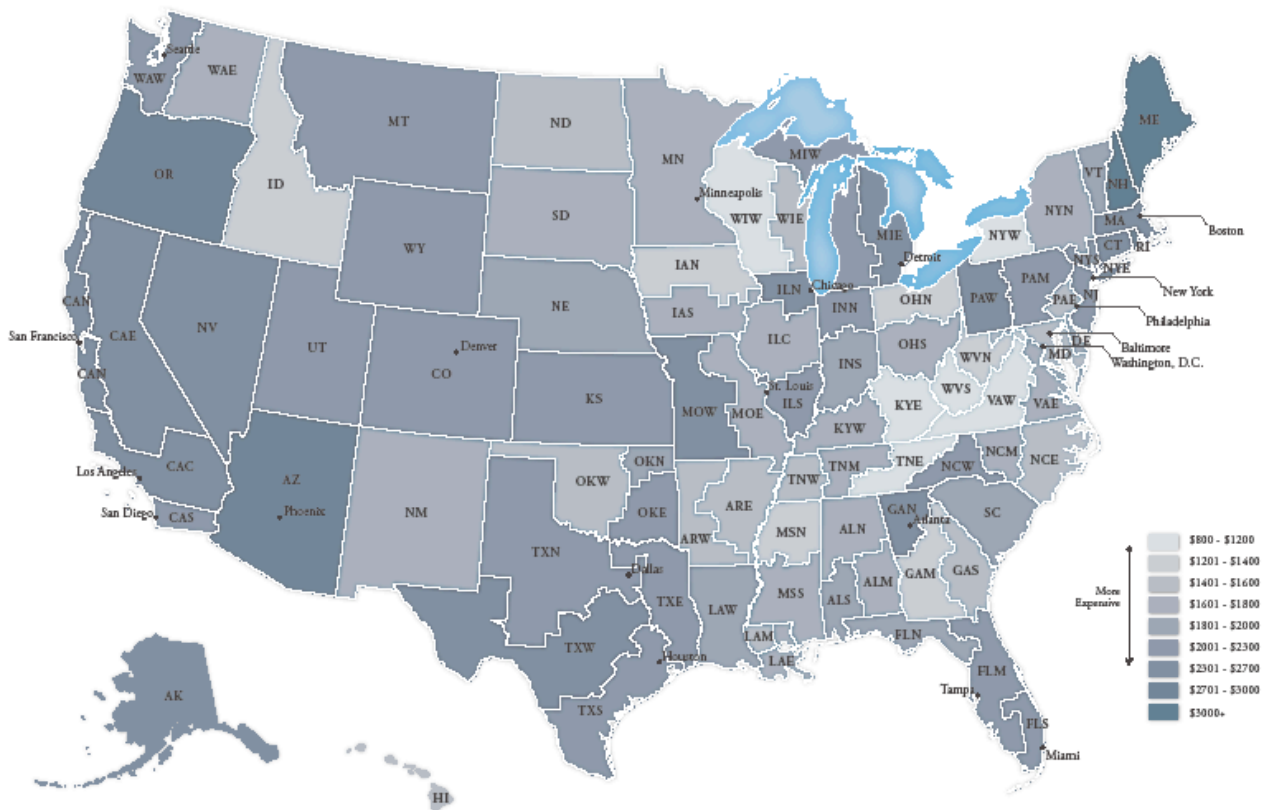 Seattle
WAW
WAE
MT
ND
MN
ME
OR
ID
SD
Minneapolis
WIW
WIE
MIW
MIE
VT
NH
NYN
NYW
MA
Boston
WY
IAN
Detroit
CT
RI
NYS
NYE
New York
CAN
NE
IAS
ILN
Chicago
INN
OHN
PAW
PAM
PAE
NJ
Philadelphia
San Francisco
CAE
NV
UT
Denver
CO
ILC
INS
OHS
WVN
MD
DE
Baltimore
Washington, D.C.
CAN
KS
MOW
MOE
St. Louis
ILS
KYW
KYE
WVS
VAW
VAE
Los Angeles
CAC
AZ
NM
OKW
OKN
OKE
ARW
ARE
TNW
TNM
TNE
NCW
NCM
NCE
San Diego
CAS
Phoenix
TXN
Dallas
TXE
MSN
ALN
GAN
Atlanta
SC
LAW
MSS
ALS
ALM
GAM
GAS
TXW
Houston
LAM
LAE
FLN
TXS
FLM
Tampa
FLS
Miami
AK
HI
More
Expensive
$800 - $1200
$1201 - $1400
$1401 - $1600
$1601 - $1800
$1801 - $2000
$2001 - $2300
$2301 - $2700
$2701 - $3000
$3000+